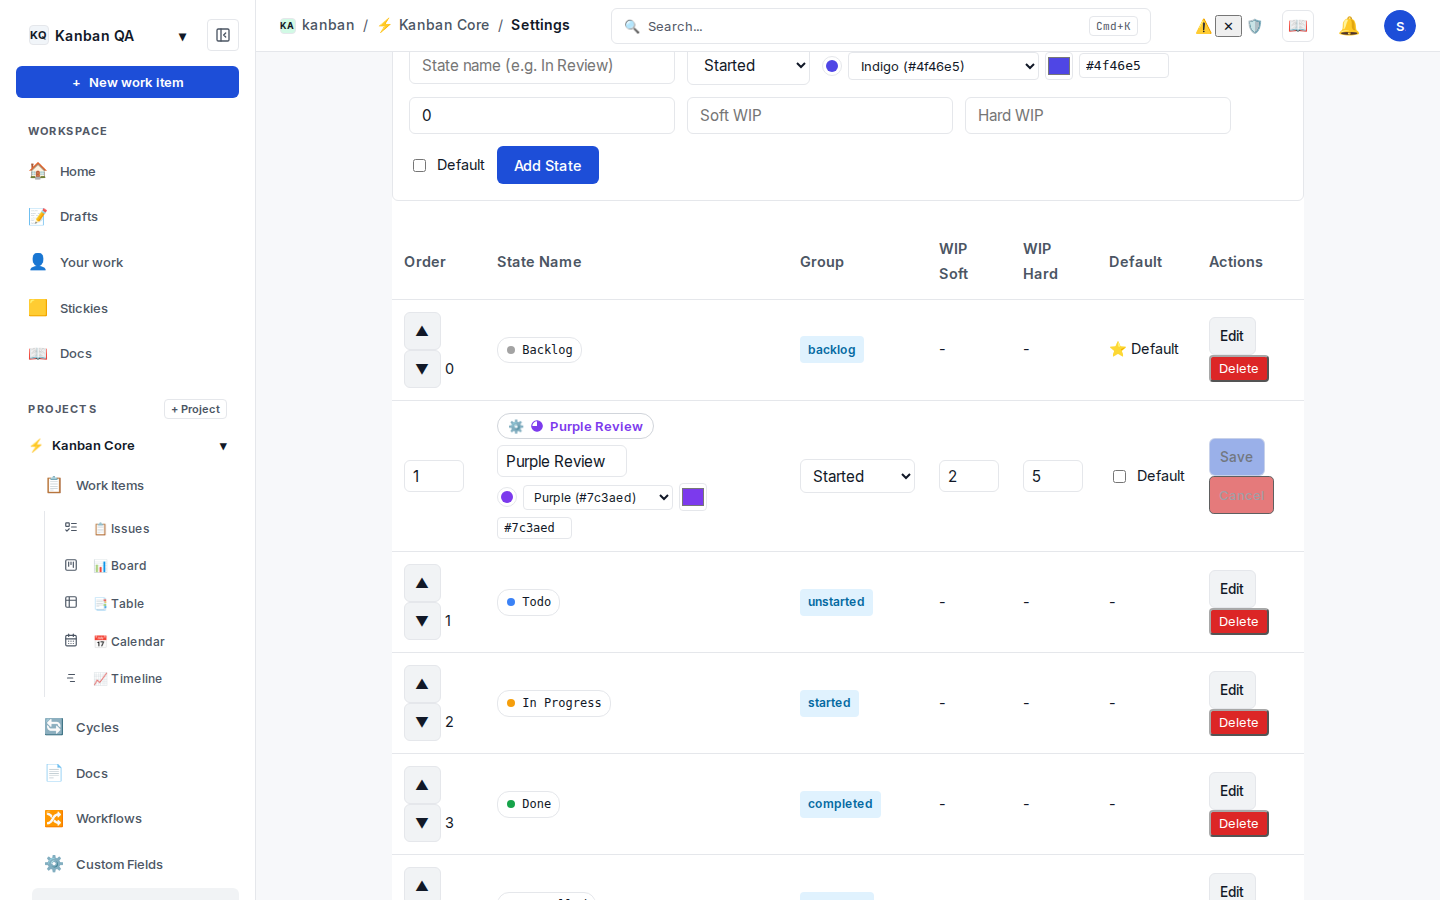 KQ Kanban QA ▼
+ New work item
WORKSPACE
Home
Drafts
Your work
Stickies
Docs
PROJECTS + Project
Kanban Core ▼
Work Items
Issues
Board
Table
Calendar
Timeline
Cycles
Docs
Workflows
Custom Fields
KA kanban / Kanban Core / Settings
Search... Cmd+K
✕
S
State name (e.g. In Review) Started Indigo (#4f46e5) #4f46e5
0 Soft WIP Hard WIP
Default Add State
Order State Name Group WIP Soft WIP Hard Default Actions
▲ ▼ 0 Backlog backlog - - Default Edit Delete
1 Purple Review Started 2 5 Default Save Cancel
Purple Review
Purple (#7c3aed)
#7c3aed
▲ ▼ 1 Todo unstarted - - - Edit Delete
▲ ▼ 2 In Progress started - - - Edit Delete
▲ ▼ 3 Done completed - - - Edit Delete
▲ Edit